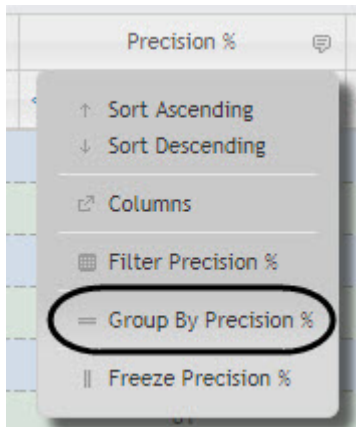 Precision %
Sort Ascending
Sort Descending
Columns
Filter Precision %
Group By Precision %
Freeze Precision %